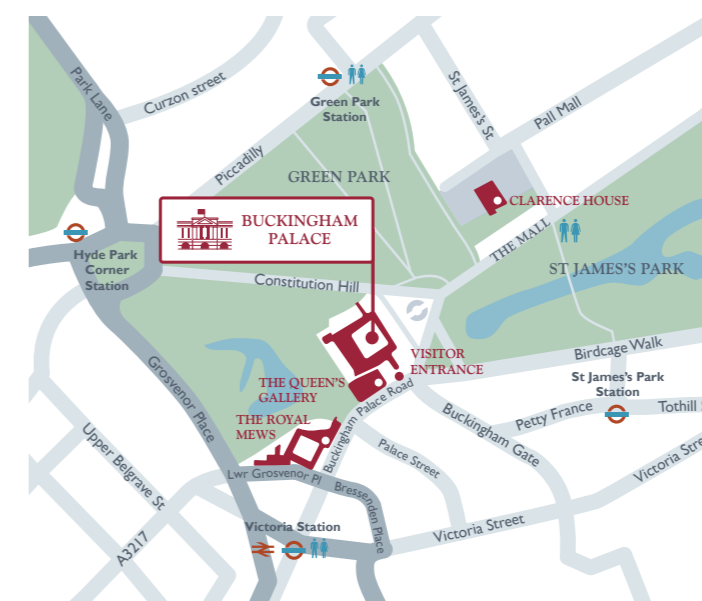 Park Lane
Curzon street
Green Park
Station
St James's St
Pall Mall
Piccadilly
GREEN PARK
CLARENCE HOUSE
BUCKINGHAM
PALACE
THE MALL
Hyde Park
Corner
Station
ST JAMES'S PARK
Constitution Hill
Birdcage Walk
VISITOR
ENTRANCE
Grosvenor Place
THE QUEEN'S
GALLERY
St James's Park
Station
Buckingham Palace Road
Petty France
Tothill
THE ROYAL
MEWS
Buckingham Gate
Upper Belgrave St
Palace Street
Victoria Stre
Lwr Grosvenor Pl
Bressenden Place
Victoria Station
Victoria Street
A3217